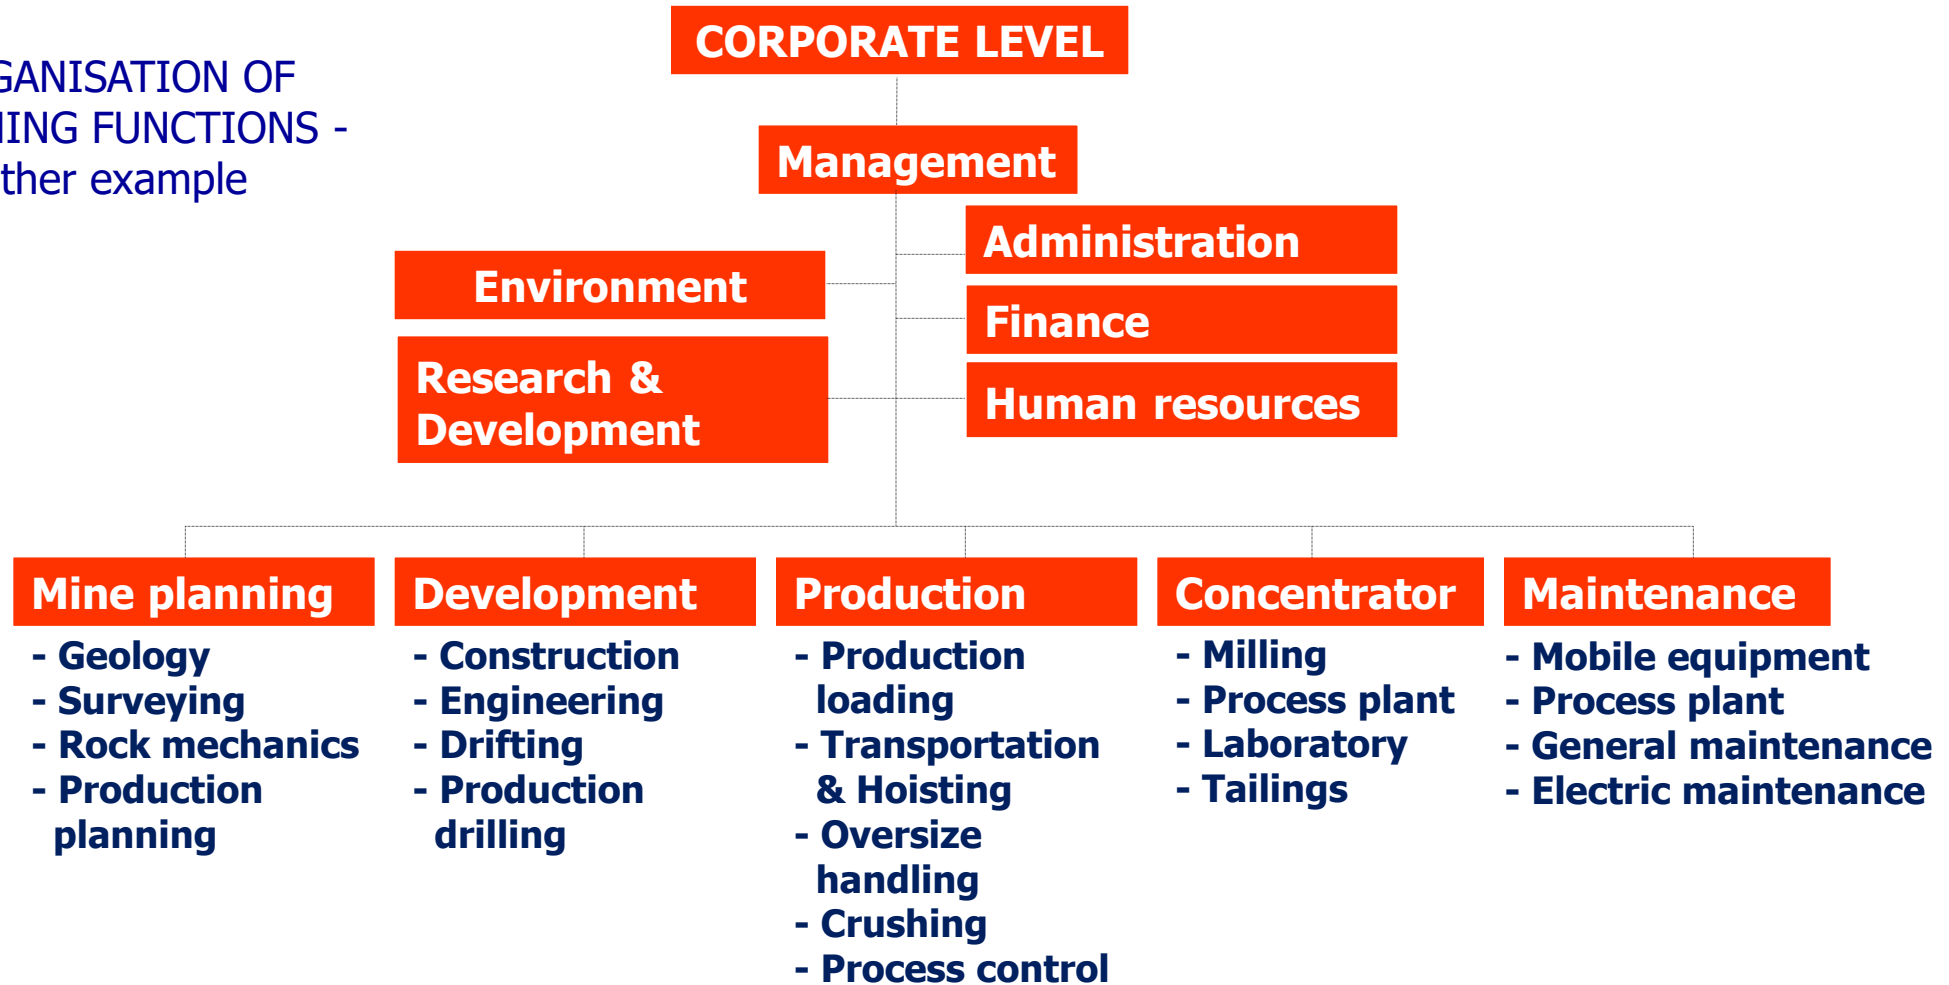 GANISATION OF
ING FUNCTIONS -
ther example
CORPORATE LEVEL
Management
Administration
Environment
Finance
Research &
Development
Human resources
Mine planning
- Geology
- Surveying
- Rock mechanics
- Production
planning
Development
- Construction
- Engineering
- Drifting
- Production
drilling
Production
- Production
loading
- Transportation
& Hoisting
- Oversize
handling
- Crushing
- Process control
Concentrator
- Milling
- Process plant
- Laboratory
- Tailings
Maintenance
- Mobile equipment
- Process plant
- General maintenance
- Electric maintenance